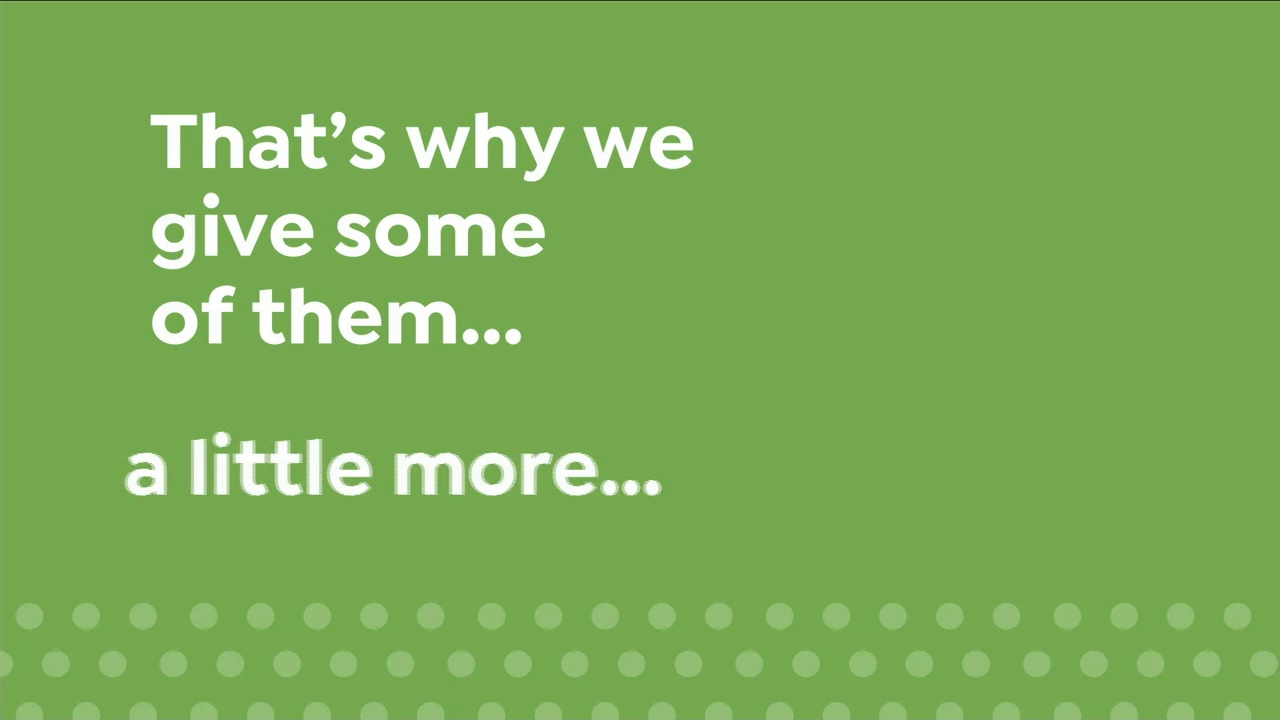 That’s why we
give some
of them...
a little more...